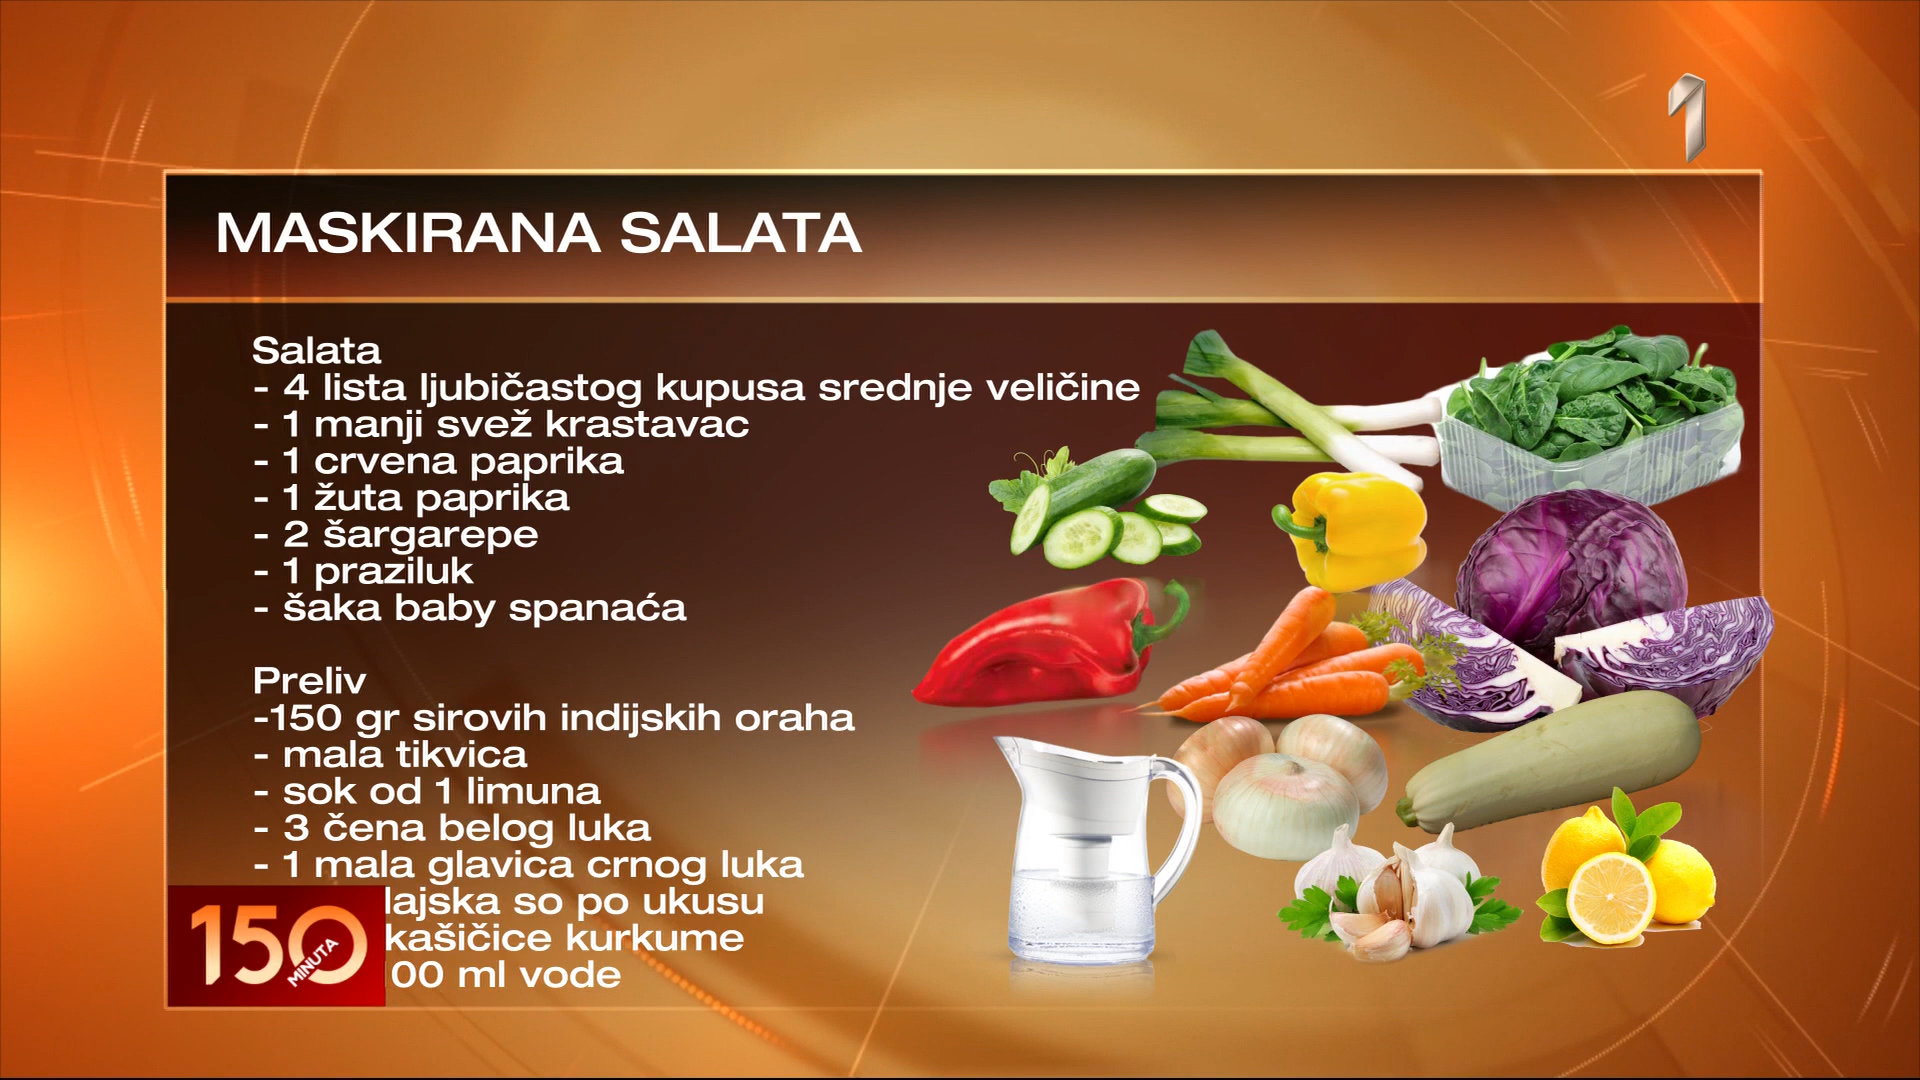 1
MASKIRANA SALATA
Salata
- 4 lista ljubičastog kupusa srednje veličine
- 1 manji svež krastavac
- 1 crvena paprika
- 1 žuta paprika
- 2 šargarepe
- 1 praziluk
- šaka baby spanaća
Preliv
-150 gr sirovih indijskih oraha
- mala tikvica
- sok od 1 limuna
- 3 čena belog luka
- 1 mala glavica crnog luka
so po ukusu
kašičice kurkume
ml vode
150
MINUTA